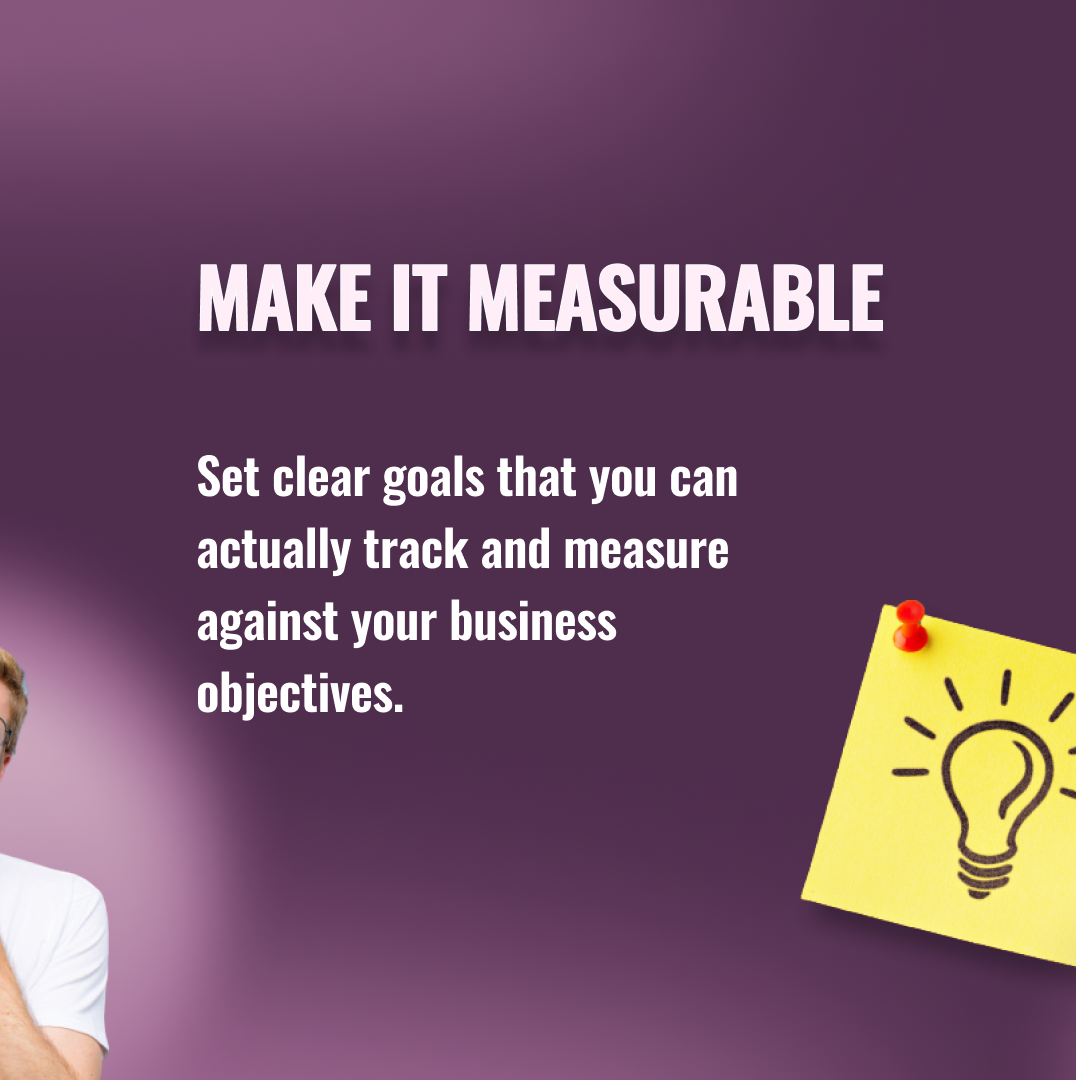 MAKE IT MEASURABLE
Set clear goals that you can
actually track and measure
against your business
objectives.